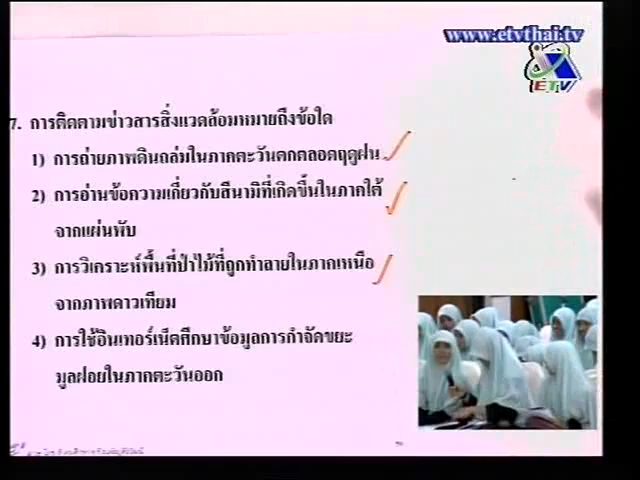 www.etvthai.tv
ETV
7. การติดตามข่าวสารสิ่งแวดล้อมหมายถึงข้อใด
1) การถ่ายภาพดินถล่มในภาคตะวันตกตลอดฤดูฝน
2) การอ่านข้อความเกี่ยวกับสึนามิที่เกิดขึ้นในภาคใต้
จากแผ่นพับ
3) การวิเคราะห์พื้นที่ป่าไม้ที่ถูกทำลายในภาคเหนือ
จากภาพดาวเทียม
4) การใช้อินเทอร์เน็ตศึกษาข้อมูลการกำจัดขยะ
มูลฝอยในภาคตะวันออก